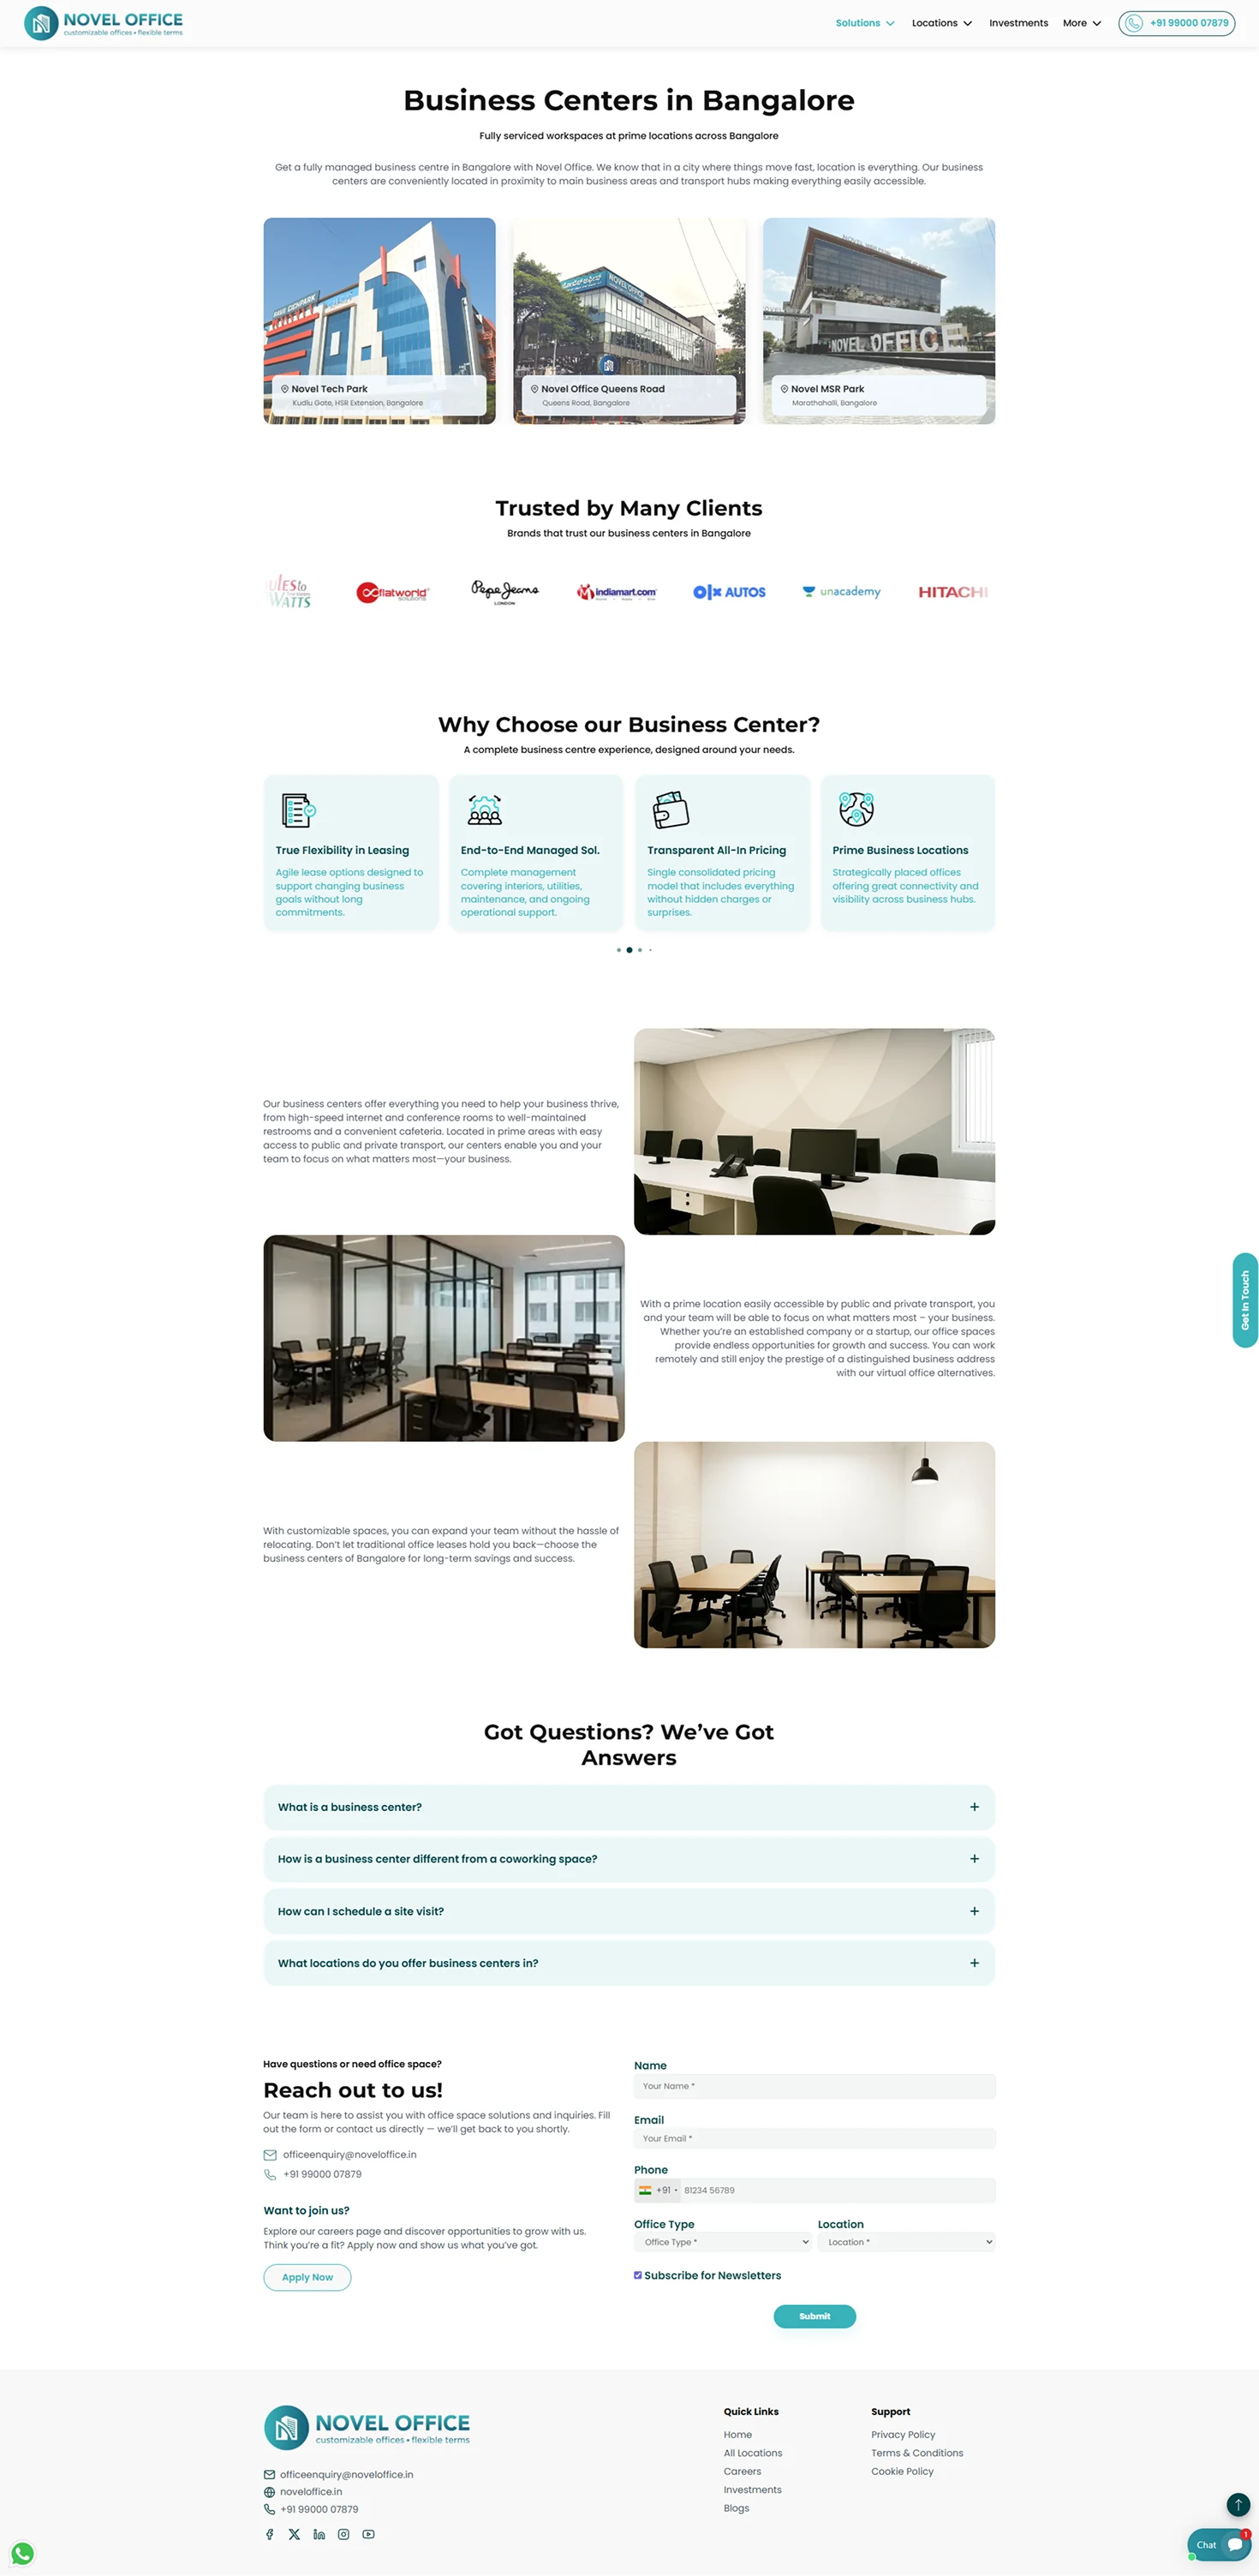 NOVEL OFFICE
customizable offices • flexible terms
Solutions
Locations
Investments
More
+91 99000 07879
Business Centers in Bangalore
Fully serviced workspaces at prime locations across Bangalore
Get a fully managed business centre in Bangalore with Novel Office. We know that in a city where things move fast, location is everything. Our business
centers are conveniently located in proximity to main business areas and transport hubs making everything easily accessible.
NOVEL OFFICE
NOVEL OFFICE
Novel Tech Park
Kudlu Gate, HSR Extension, Bangalore
Novel Office Queens Road
Queens Road, Bangalore
Novel MSR Park
Marathahalli, Bangalore
Trusted by Many Clients
Brands that trust our business centers in Bangalore
ULES to
WATTS
flatworld
solutions
Pepe Jeans
LONDON
indiamart.com
olx AUTOS
unacademy
HITACHI
Why Choose our Business Center?
A complete business centre experience, designed around your needs.
True Flexibility in Leasing
Agile lease options designed to
support changing business
goals without long
commitments.
End-to-End Managed Sol.
Complete management
covering interiors, utilities,
maintenance, and ongoing
operational support.
Transparent All-In Pricing
Single consolidated pricing
model that includes everything
without hidden charges or
surprises.
Prime Business Locations
Strategically placed offices
offering great connectivity and
visibility across business hubs.
Our business centers offer everything you need to help your business thrive,
from high-speed internet and conference rooms to well-maintained
restrooms and a convenient cafeteria. Located in prime areas with easy
access to public and private transport, our centers enable you and your
team to focus on what matters most—your business.
With a prime location easily accessible by public and private transport, you
and your team will be able to focus on what matters most – your business.
Whether you're an established company or a startup, our office spaces
provide endless opportunities for growth and success. You can work
remotely and still enjoy the prestige of a distinguished business address
with our virtual office alternatives.
Get In Touch
With customizable spaces, you can expand your team without the hassle of
relocating. Don't let traditional office leases hold you back—choose the
business centers of Bangalore for long-term savings and success.
Got Questions? We've Got
Answers
What is a business center?
How is a business center different from a coworking space?
How can I schedule a site visit?
What locations do you offer business centers in?
Have questions or need office space?
Reach out to us!
Our team is here to assist you with office space solutions and inquiries. Fill
out the form or contact us directly — we'll get back to you shortly.
officeenquiry@noveloffice.in
+91 99000 07879
Want to join us?
Explore our careers page and discover opportunities to grow with us.
Think you're a fit? Apply now and show us what you've got.
Apply Now
Name
Your Name *
Email
Your Email *
Phone
+91
81234 56789
Office Type
Location
Office Type *
Location *
Subscribe for Newsletters
Submit
NOVEL OFFICE
customizable offices • flexible terms
officeenquiry@noveloffice.in
noveloffice.in
+91 99000 07879
Quick Links
Home
All Locations
Careers
Investments
Blogs
Support
Privacy Policy
Terms & Conditions
Cookie Policy
Chat
1